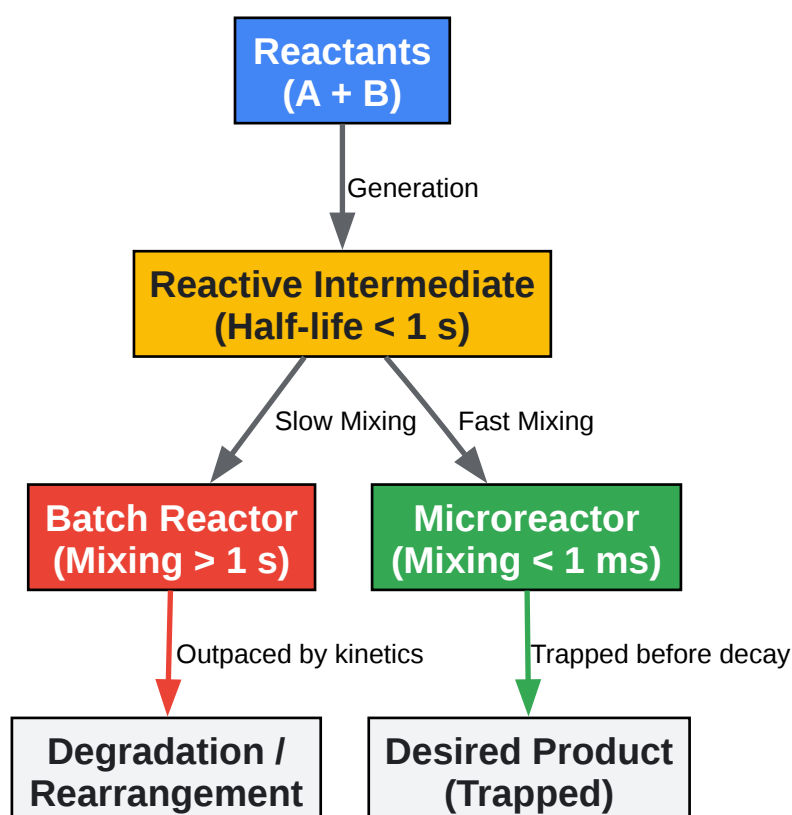 Reactants
(A + B)
Generation
Reactive Intermediate
(Half-life < 1 s)
Slow Mixing
Fast Mixing
Batch Reactor
(Mixing > 1 s)
Microreactor
(Mixing < 1 ms)
Outpaced by kinetics
Trapped before decay
Degradation /
Rearrangement
Desired Product
(Trapped)